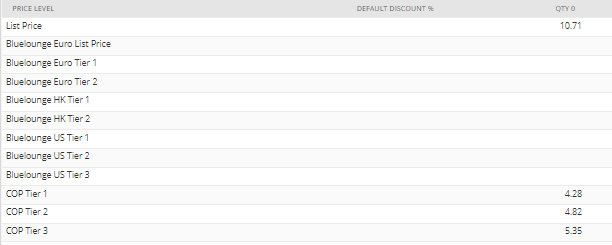 PRICE LEVEL DEFAULT DISCOUNT % QTY 0
List Price 10.71
Bluelounge Euro List Price
Bluelounge Euro Tier 1
Bluelounge Euro Tier 2
Bluelounge HK Tier 1
Bluelounge HK Tier 2
Bluelounge US Tier 1
Bluelounge US Tier 2
Bluelounge US Tier 3
COP Tier 1 4.28
COP Tier 2 4.82
COP Tier 3 5.35